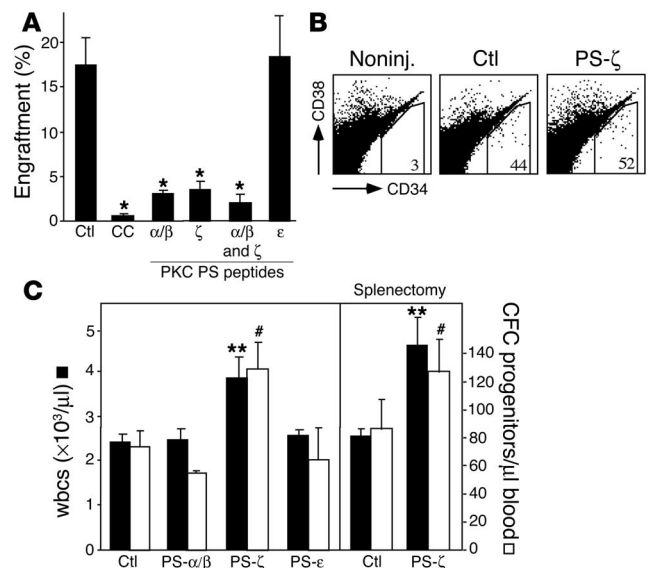 A
Engraftment (%)
20
15
10
5
0
*
*
*
*
Ctl
CC
α/β
ζ
α/β
and ζ
ε
PKC PS peptides
B
Noninj.
Ctl
PS-ζ
CD38
3
44
52
CD34
C
Splenectomy
wbcs (×10³/µl)
5
4
3
2
1
0
**
#
**
#
140
120
100
80
60
40
20
0
CFC progenitors/µl blood
Ctl
PS-α/β
PS-ζ
PS-ε
Ctl
PS-ζ